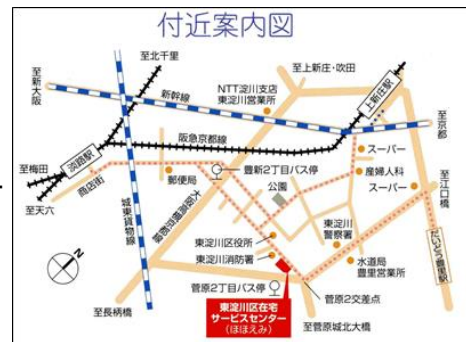 付近案内図
至北千里
至上新庄・吹田
至新大阪
新幹線
NTT淀川支店
東淀川営業所
上新庄駅
至京都
阪急京都線
スーパー
淡路駅
至梅田
豊新2丁目バス停
産婦人科
郵便局
公園
スーパー
至江口橋
商店街
至天六
城東貨物線
東淀川区役所
東淀川
警察署
だいどう豊里駅
東淀川消防署
水道局
豊里営業所
菅原2丁目バス停
菅原2交差点
至長柄橋
東淀川区在宅
サービスセンター
(ほほえみ)
至菅原城北大橋
N